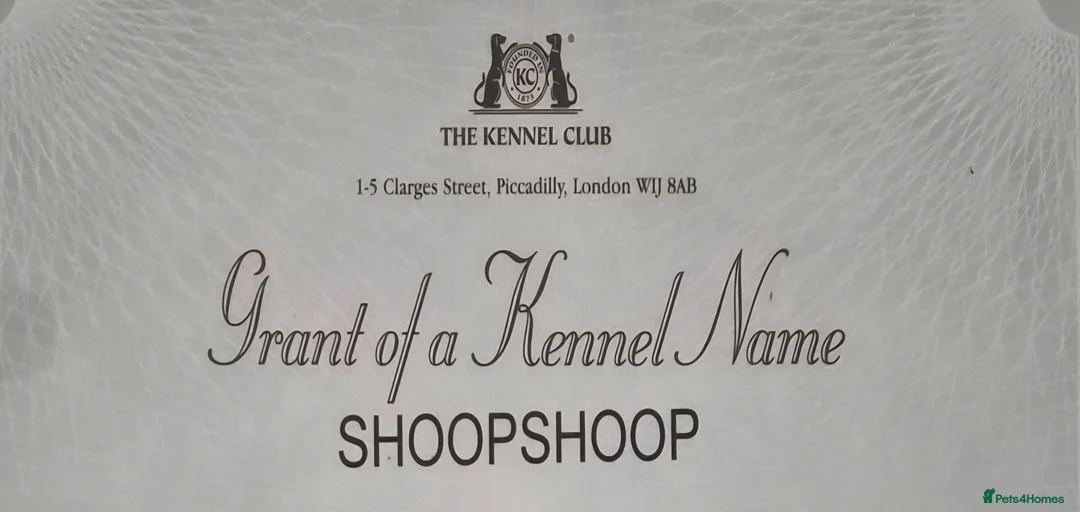 FOUNDED IN
KC
1873
THE KENNEL CLUB
1-5 Clarges Street, Piccadilly, London WIJ 8AB
Grant of a Kennel Name
SHOOPSHOOP
Pets4Homes